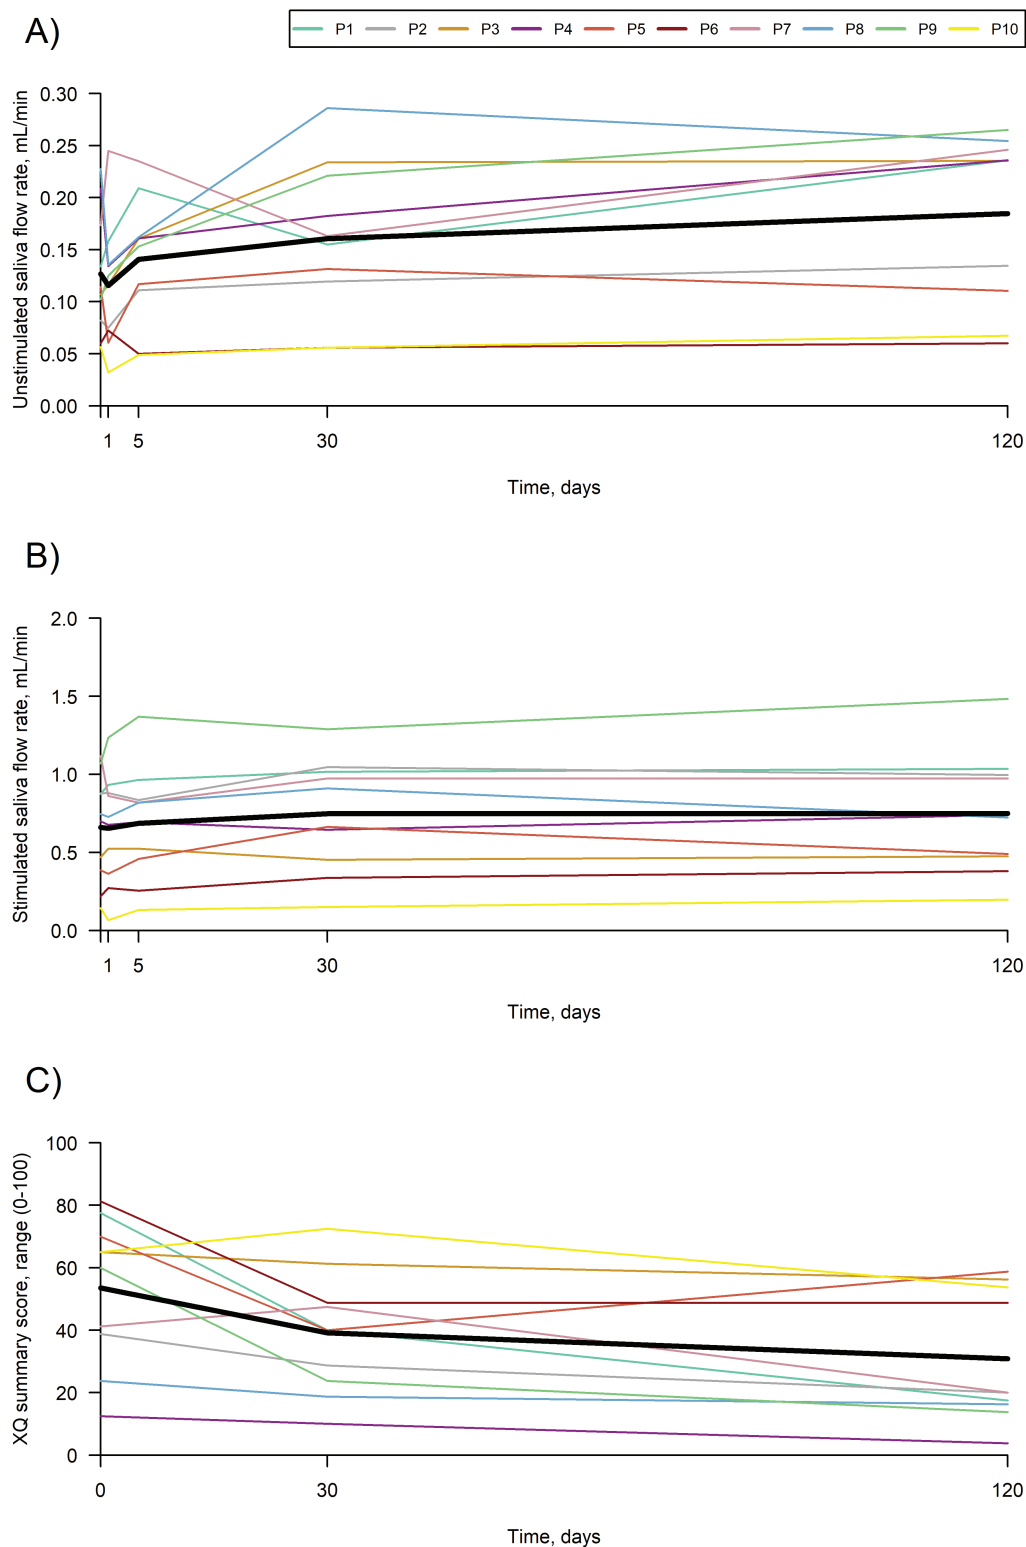 A)
P1 P2 P3 P4 P5 P6 P7 P8 P9 P10
Unstimulated saliva flow rate, mL/min
0.30
0.25
0.20
0.15
0.10
0.05
0.00
1 5 30 120
Time, days
B)
Stimulated saliva flow rate, mL/min
2.0
1.5
1.0
0.5
0.0
1 5 30 120
Time, days
C)
XQ summary score, range (0-100)
100
80
60
40
20
0
0 30 120
Time, days